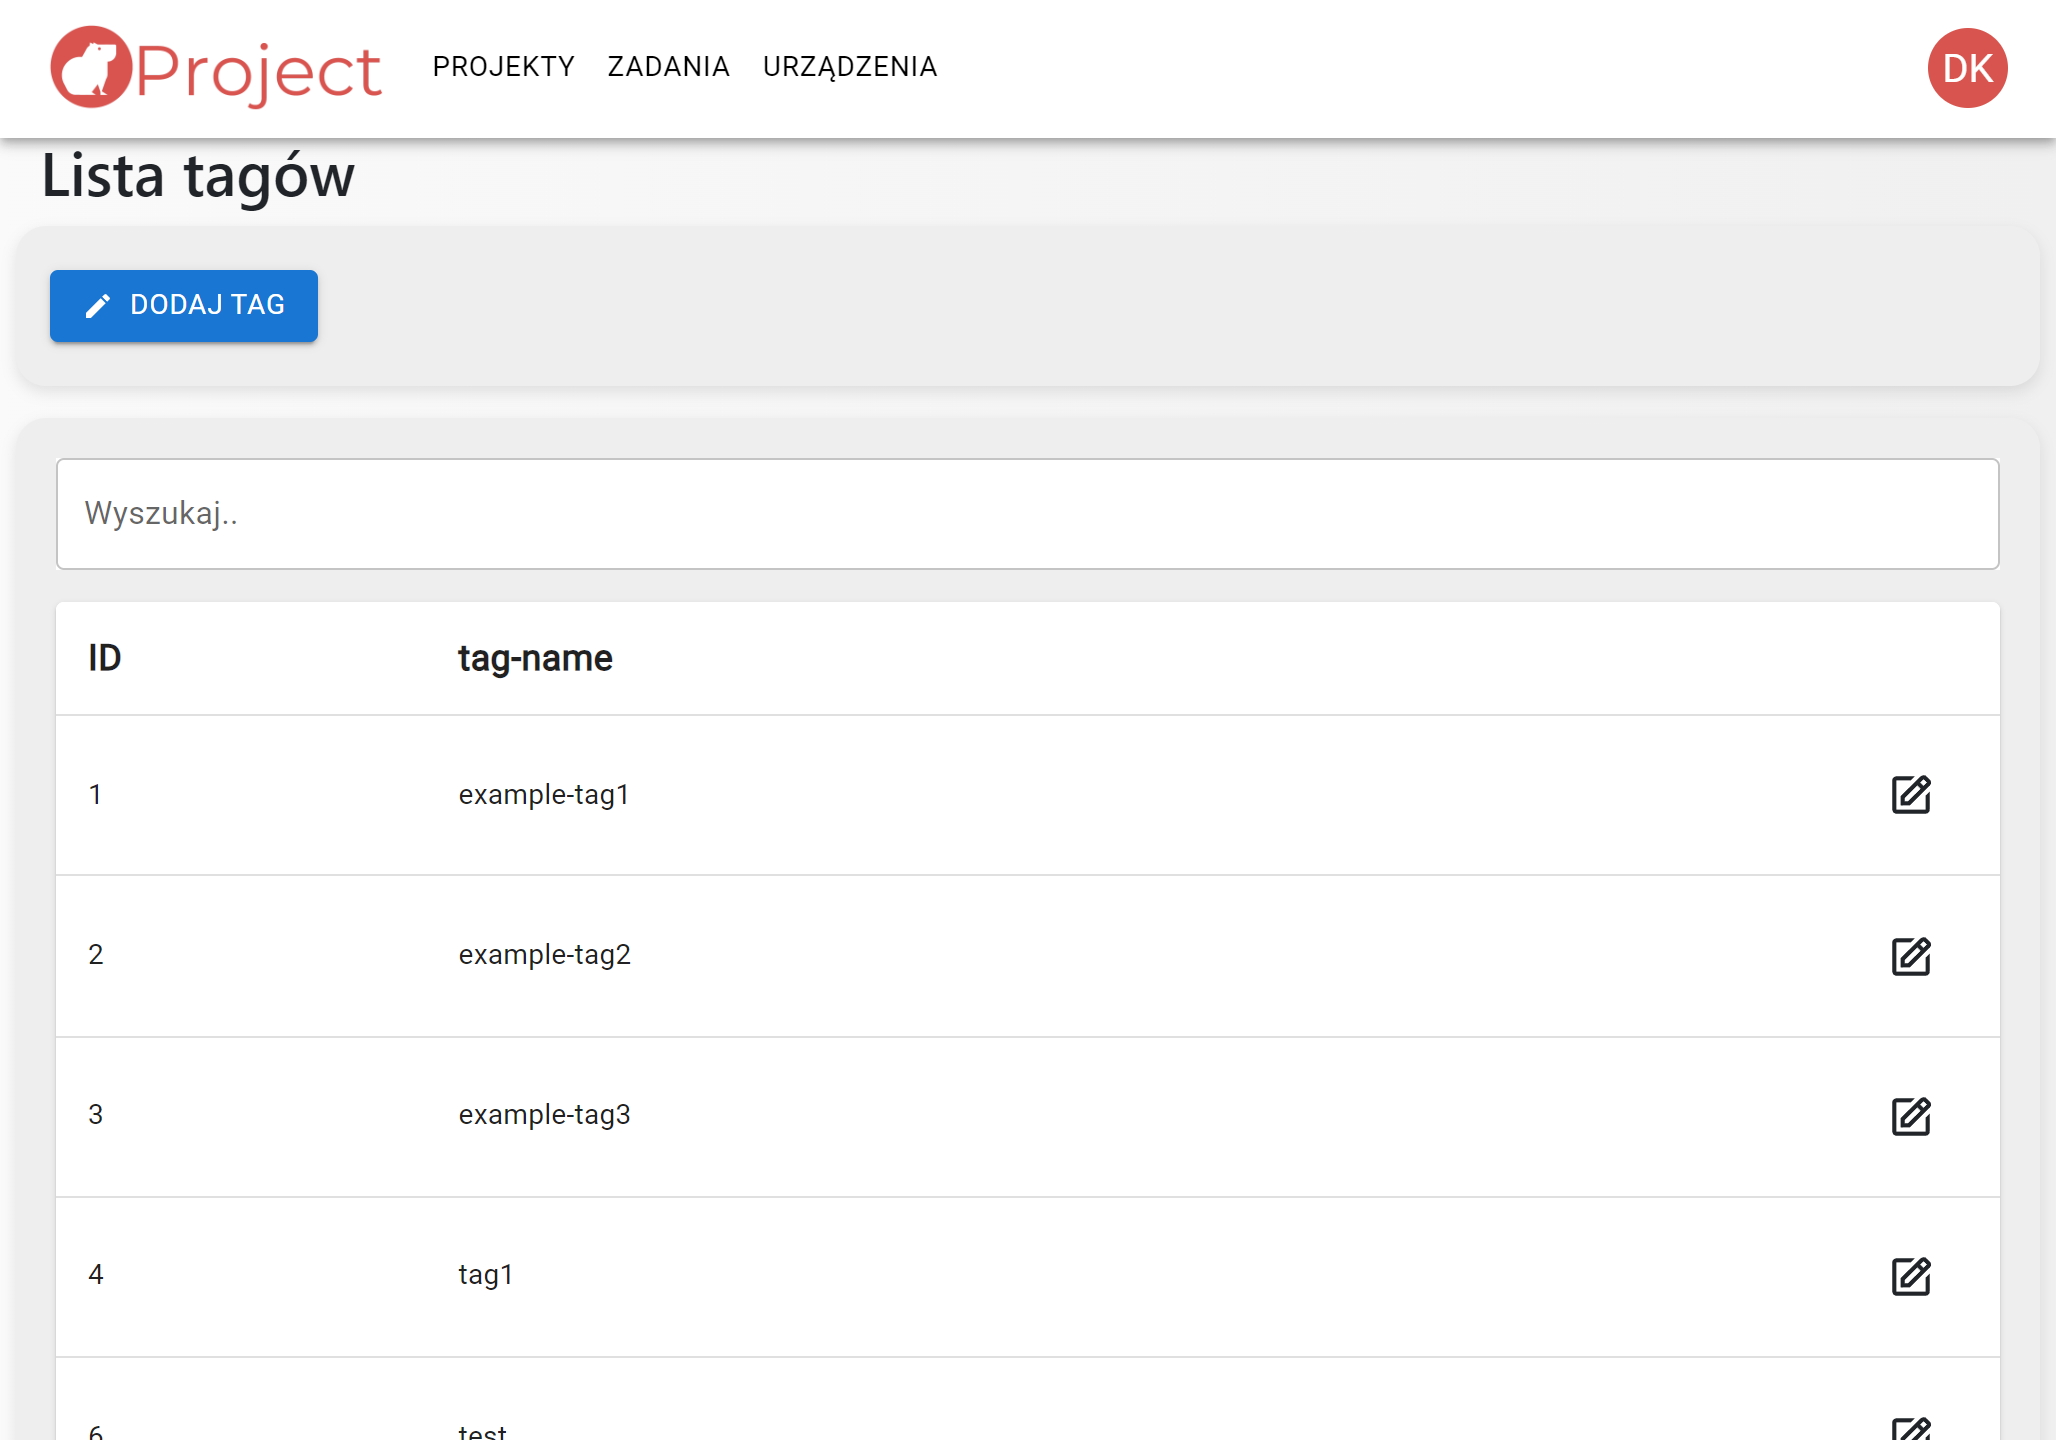 Project PROJEKTY ZADANIA URZĄDZENIA DK
Lista tagów
DODAJ TAG
Wyszukaj..
ID tag-name
1 example-tag1
2 example-tag2
3 example-tag3
4 tag1
6 test